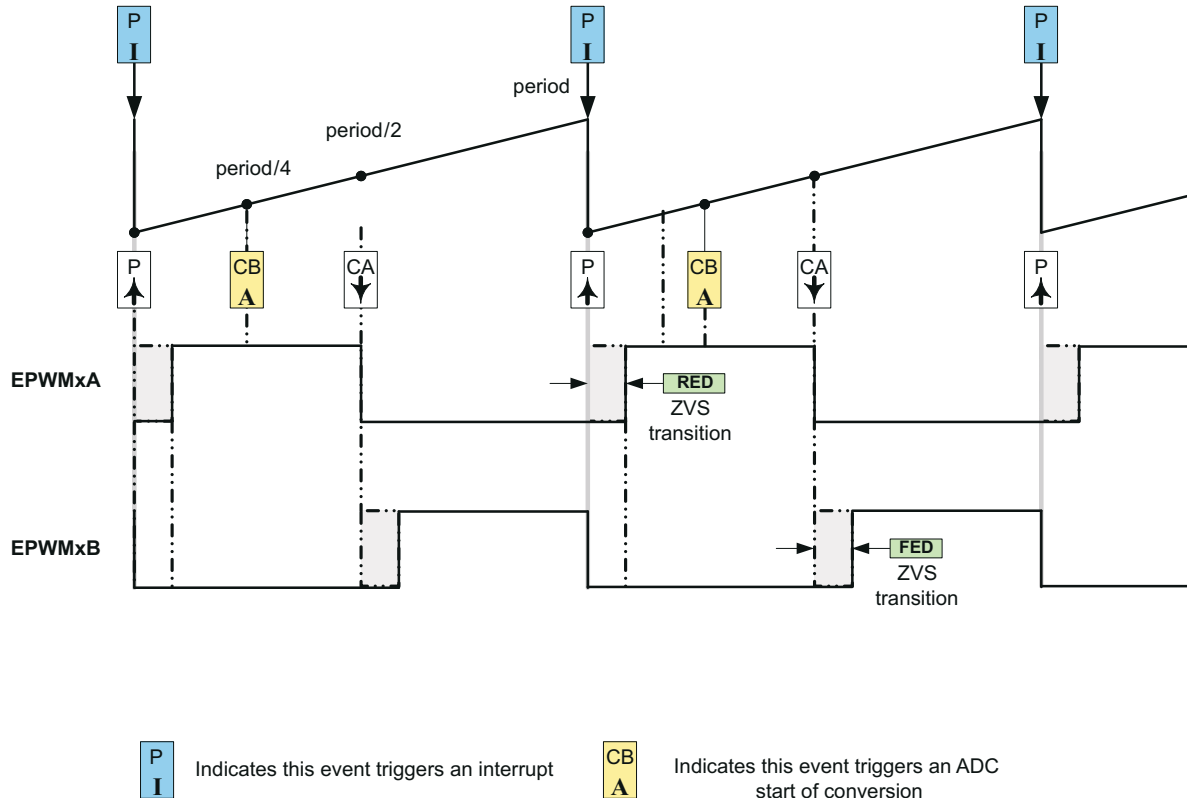 P
I
P
I
P
I
period
period/2
period/4
P
CB
A
CA
P
CB
A
CA
P
EPWMxA
RED
ZVS
transition
EPWMxB
FED
ZVS
transition
P
I
Indicates this event triggers an interrupt
CB
A
Indicates this event triggers an ADC
start of conversion